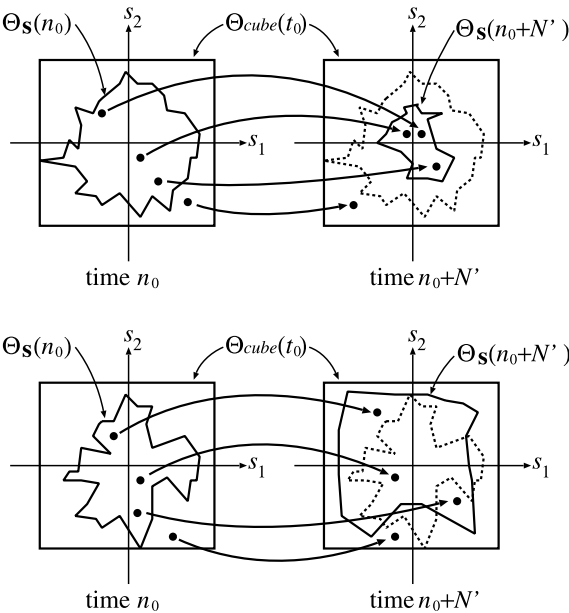 Θ𝐒(n₀) s₂ Θcube(t₀) s₂ Θ𝐒(n₀+N’)
s₁ s₁
time n₀ time n₀+N’
Θ𝐒(n₀) s₂ Θcube(t₀) s₂ Θ𝐒(n₀+N’)
s₁ s₁
time n₀ time n₀+N’